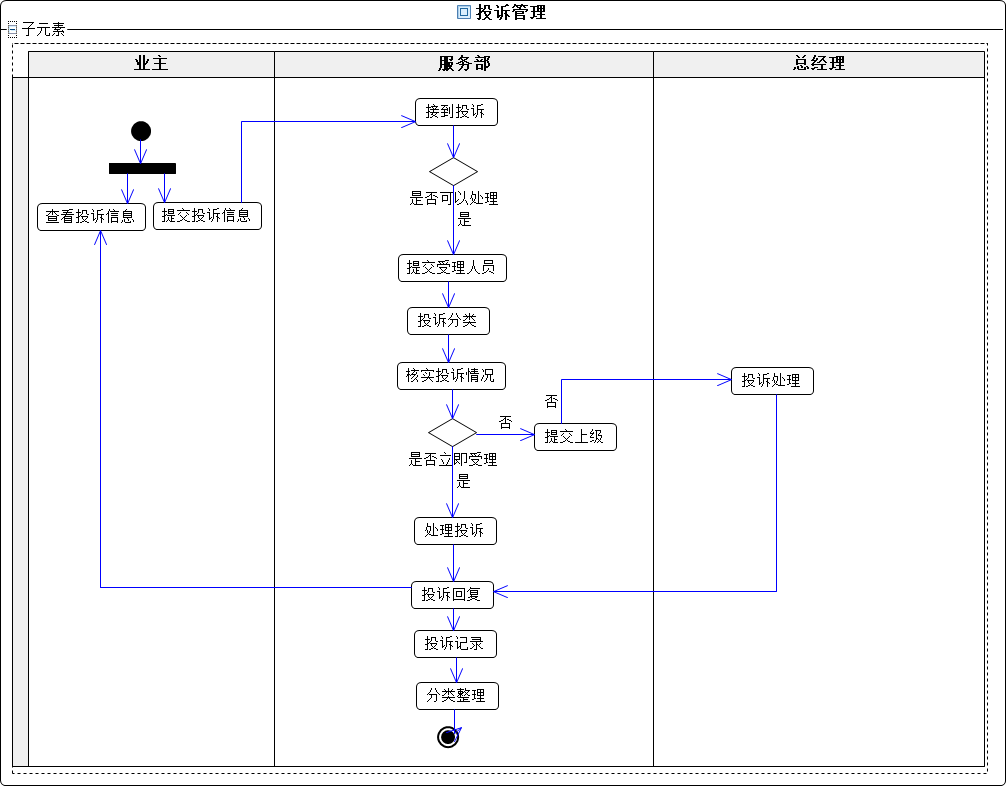 投诉管理
子元素
业主
服务部
总经理
接到投诉
是否可以处理
是
查看投诉信息
提交投诉信息
提交受理人员
投诉分类
核实投诉情况
投诉处理
否
否
提交上级
是否立即受理
是
处理投诉
投诉回复
投诉记录
分类整理